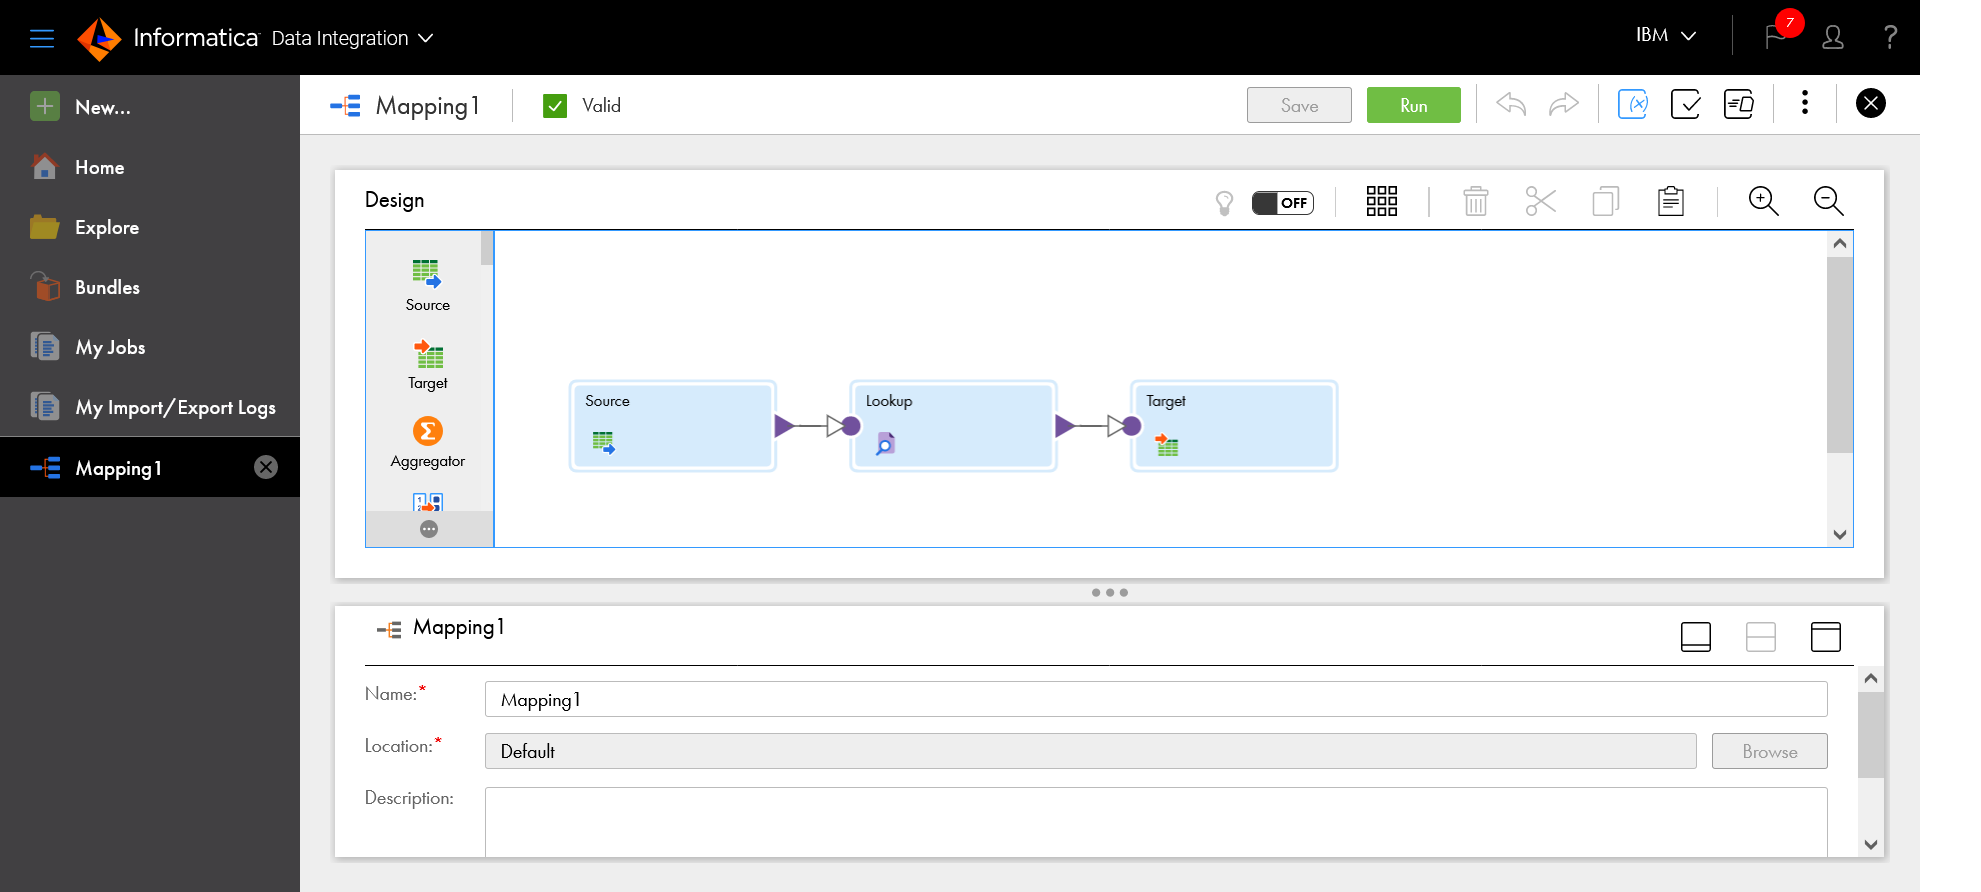 Informatica Data Integration
IBM
7
?
New...
Home
Explore
Bundles
My Jobs
My Import/Export Logs
Mapping1
Mapping1
Valid
Save
Run
(x)
Design
OFF
Source
Target
Aggregator
Source
Lookup
Target
Mapping1
Name:*
Mapping1
Location:*
Default
Browse
Description: